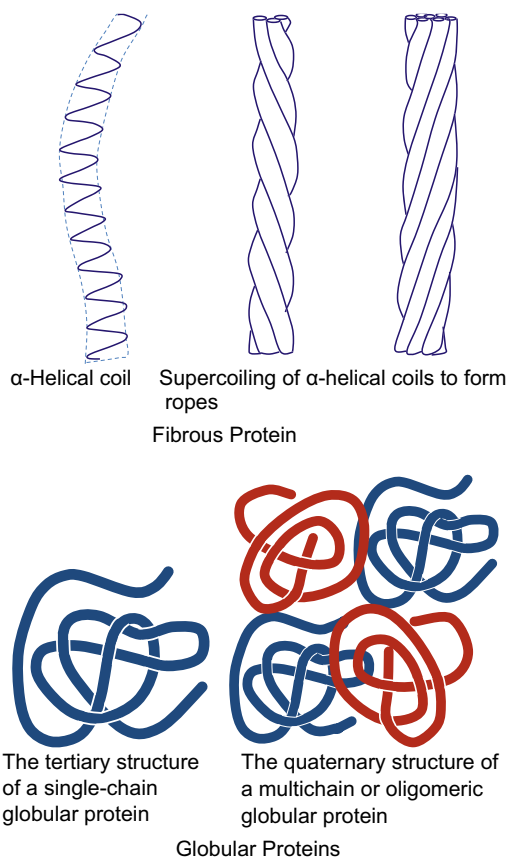 α-Helical coil
Supercoiling of α-helical coils to form
ropes
Fibrous Protein
The tertiary structure
of a single-chain
globular protein
The quaternary structure of
a multichain or oligomeric
globular protein
Globular Proteins